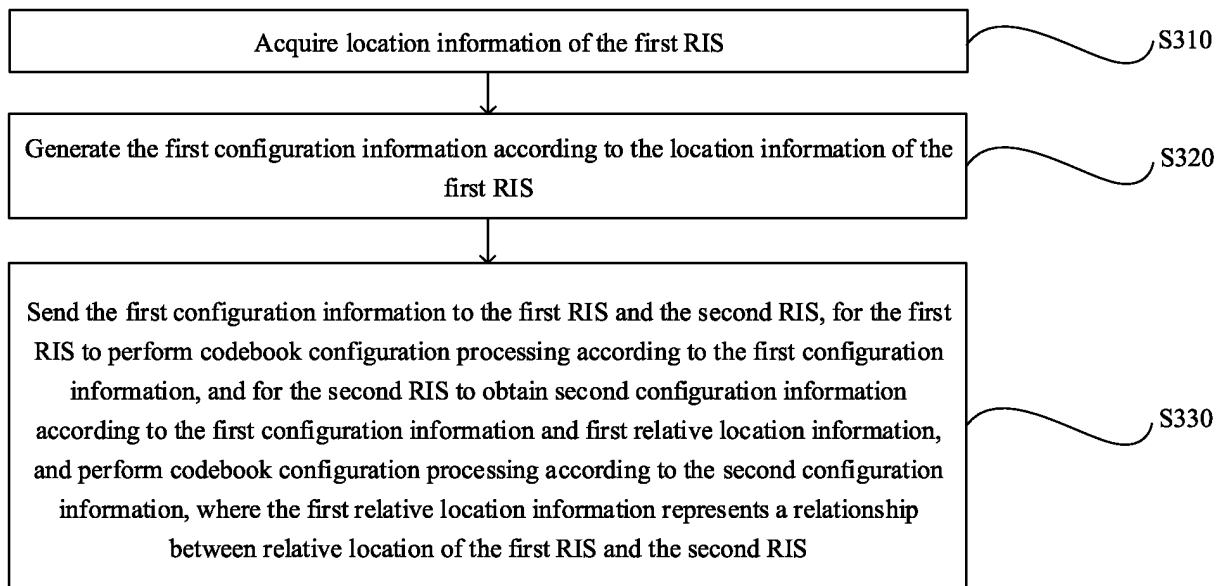 Acquire location information of the first RIS
S310
Generate the first configuration information according to the location information of the
first RIS
S320
Send the first configuration information to the first RIS and the second RIS, for the first
RIS to perform codebook configuration processing according to the first configuration
information, and for the second RIS to obtain second configuration information
according to the first configuration information and first relative location information,
and perform codebook configuration processing according to the second configuration
information, where the first relative location information represents a relationship
between relative location of the first RIS and the second RIS
S330